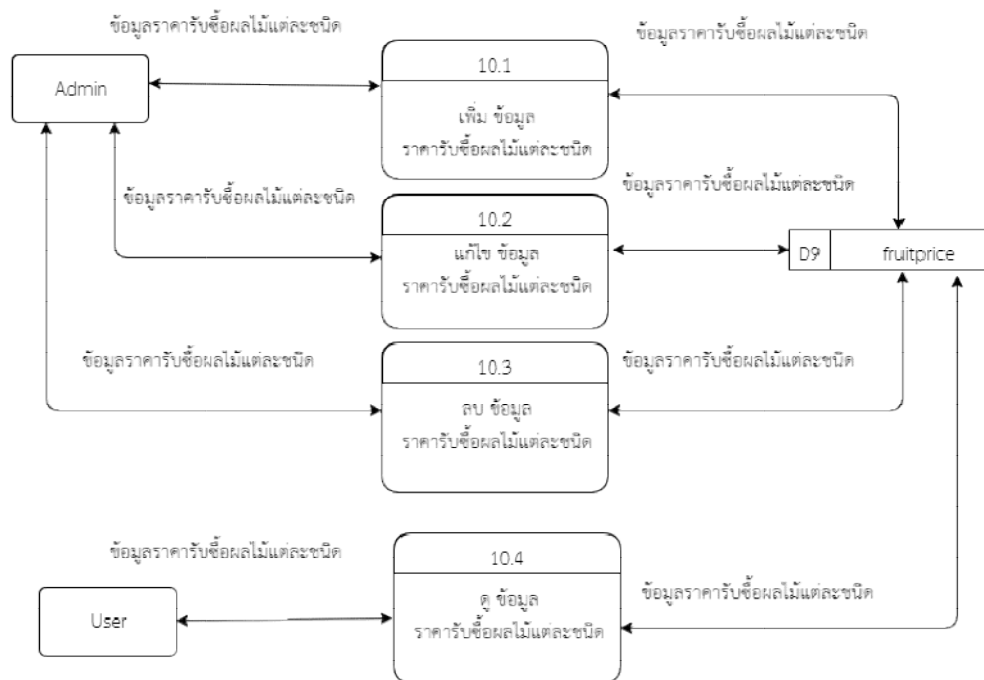 ข้อมูลราคารับซื้อผลไม้แต่ละชนิด
ข้อมูลราคารับซื้อผลไม้แต่ละชนิด
Admin
10.1
เพิ่ม ข้อมูล
ราคารับซื้อผลไม้แต่ละชนิด
ข้อมูลราคารับซื้อผลไม้แต่ละชนิด
ข้อมูลราคารับซื้อผลไม้แต่ละชนิด
10.2
แก้ไข ข้อมูล
ราคารับซื้อผลไม้แต่ละชนิด
D9
fruitprice
ข้อมูลราคารับซื้อผลไม้แต่ละชนิด
ข้อมูลราคารับซื้อผลไม้แต่ละชนิด
10.3
ลบ ข้อมูล
ราคารับซื้อผลไม้แต่ละชนิด
ข้อมูลราคารับซื้อผลไม้แต่ละชนิด
10.4
ดู ข้อมูล
ราคารับซื้อผลไม้แต่ละชนิด
ข้อมูลราคารับซื้อผลไม้แต่ละชนิด
User